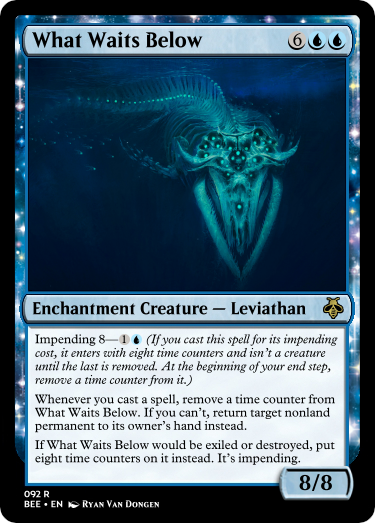 What Waits Below 6
Enchantment Creature — Leviathan
Impending 8—1 (If you cast this spell for its impending
cost, it enters with eight time counters and isn't a creature
until the last is removed. At the beginning of your end step,
remove a time counter from it.)
Whenever you cast a spell, remove a time counter from
What Waits Below. If you can't, return target nonland
permanent to its owner's hand instead.
If What Waits Below would be exiled or destroyed, put
eight time counters on it instead. It's impending.
8/8
092 R
BEE • EN Ryan Van Dongen